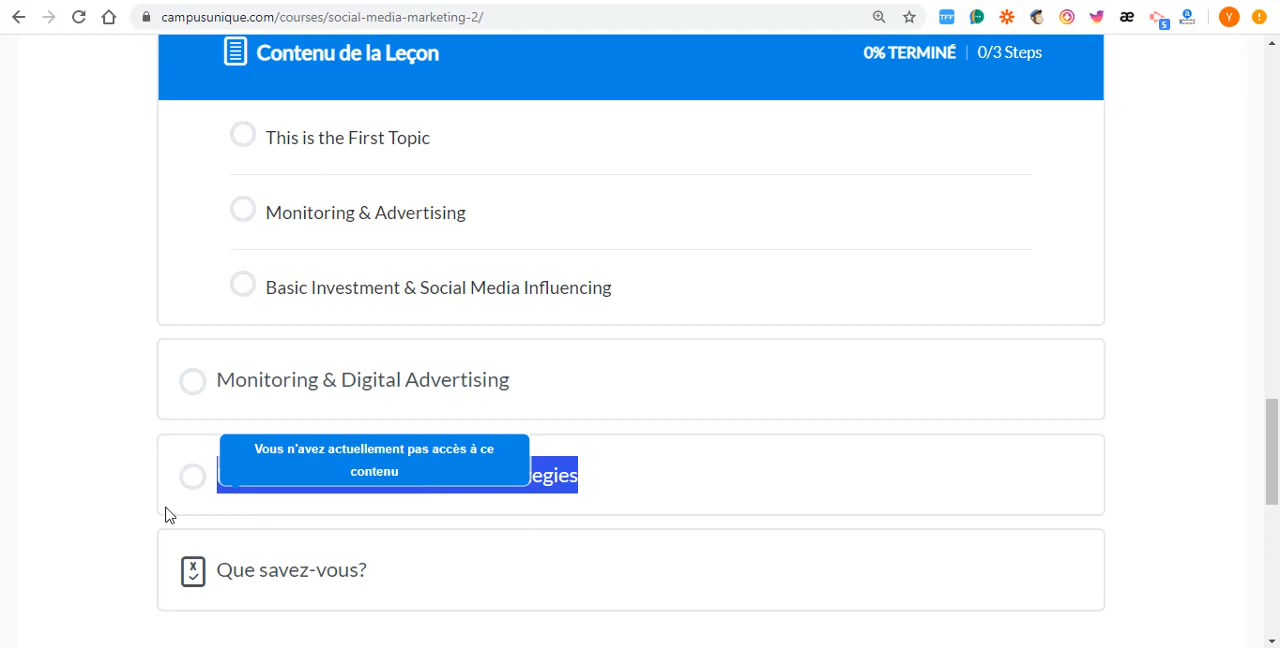 campusunique.com/courses/social-media-marketing-2/
TFF
æ
5
Y
Contenu de la Leçon
0% TERMINÉ | 0/3 Steps
This is the First Topic
Monitoring & Advertising
Basic Investment & Social Media Influencing
Monitoring & Digital Advertising
Vous n'avez actuellement pas accès à ce
contenu
egies
Que savez-vous?